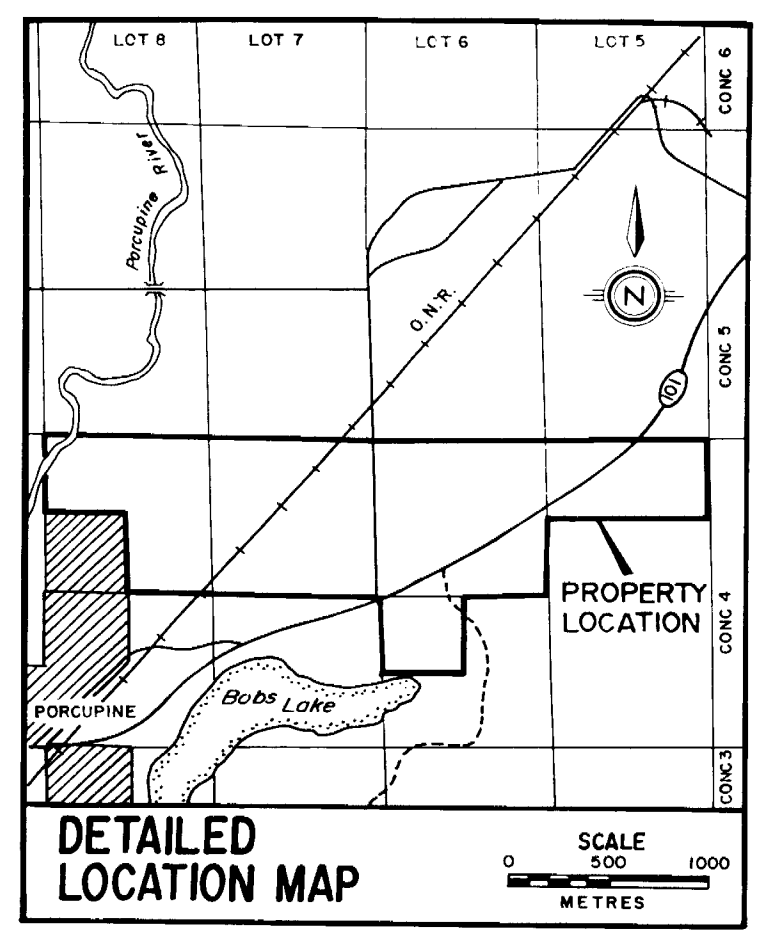 LOT 8
LOT 7
LOT 6
LOT 5
CONC 6
Porcupine River
N
O.N.R.
CONC 5
101
PROPERTY
LOCATION
CONC 4
Bobs Lake
PORCUPINE
CONC 3
DETAILED
LOCATION MAP
SCALE
0 500 1000
METRES